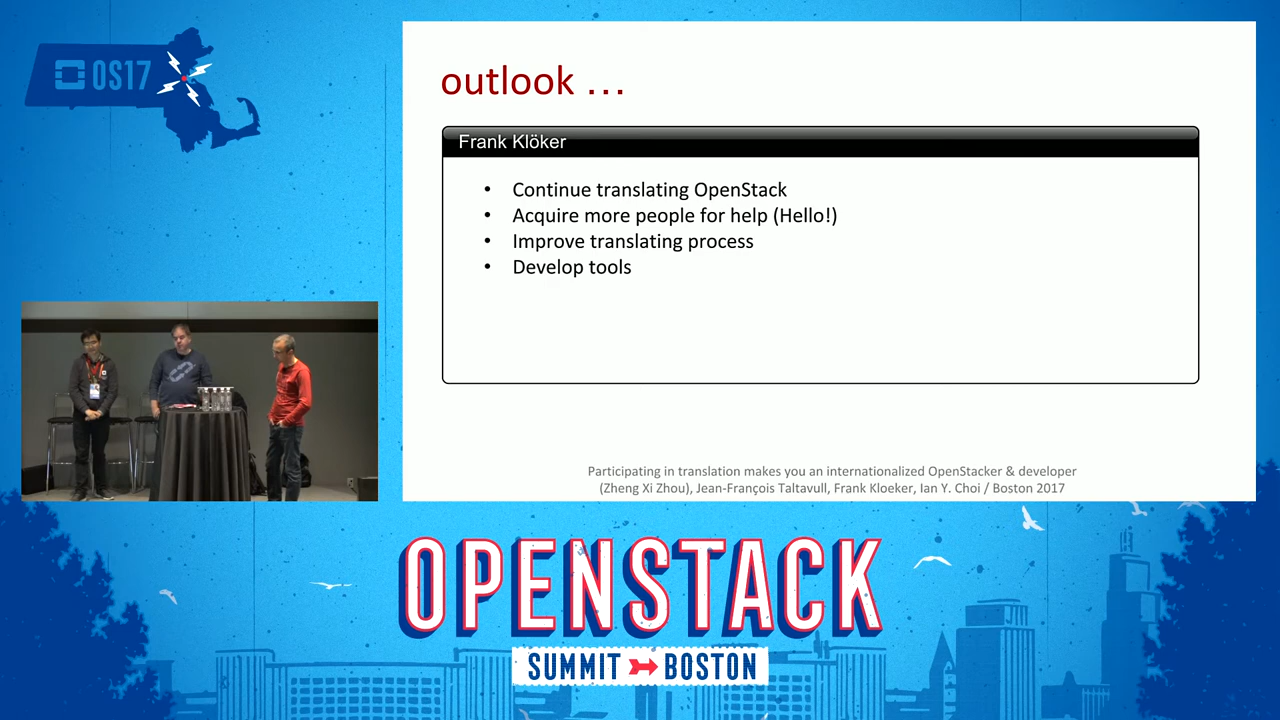 OS17
outlook ...
Frank Klöker
• Continue translating OpenStack
• Acquire more people for help (Hello!)
• Improve translating process
• Develop tools
Participating in translation makes you an internationalized OpenStacker & developer
(Zheng Xi Zhou), Jean-François Taltavull, Frank Kloeker, Ian Y. Choi / Boston 2017
OPENSTACK
SUMMIT BOSTON